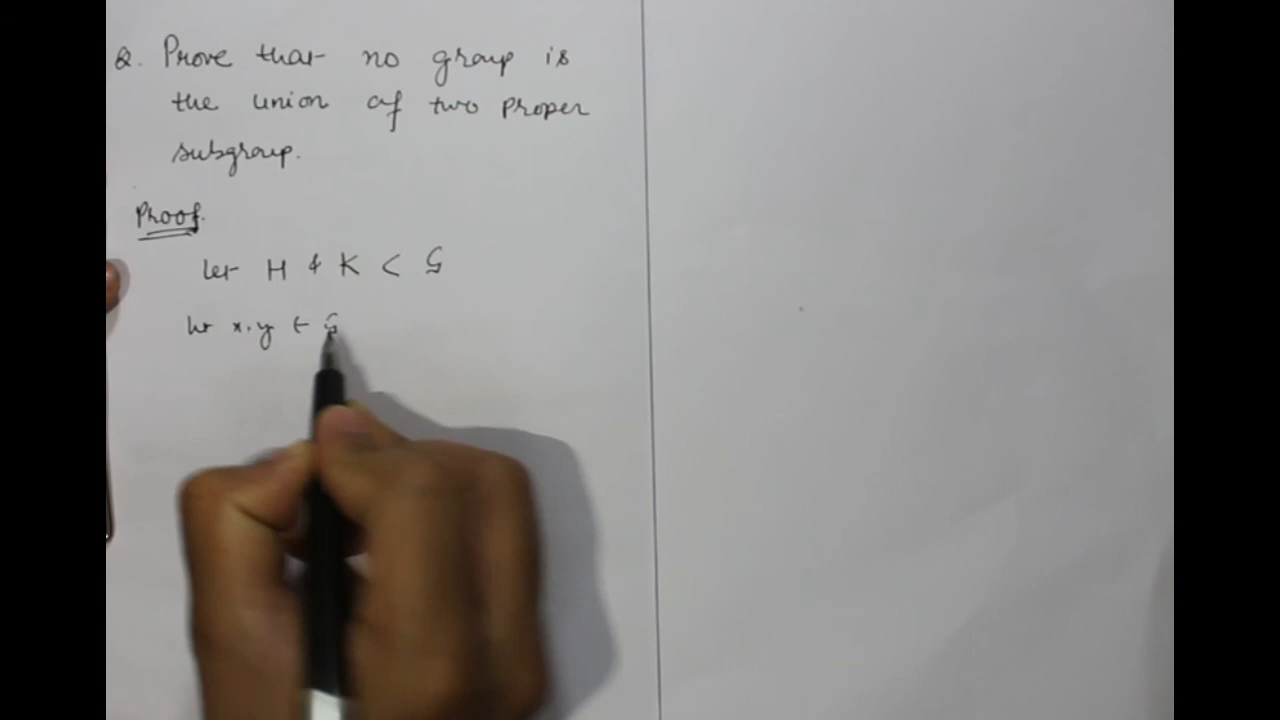 Q. Prove that no group is
the union of two proper
subgroup.
Proof.
Let H & K < G
let x, y ∈ G